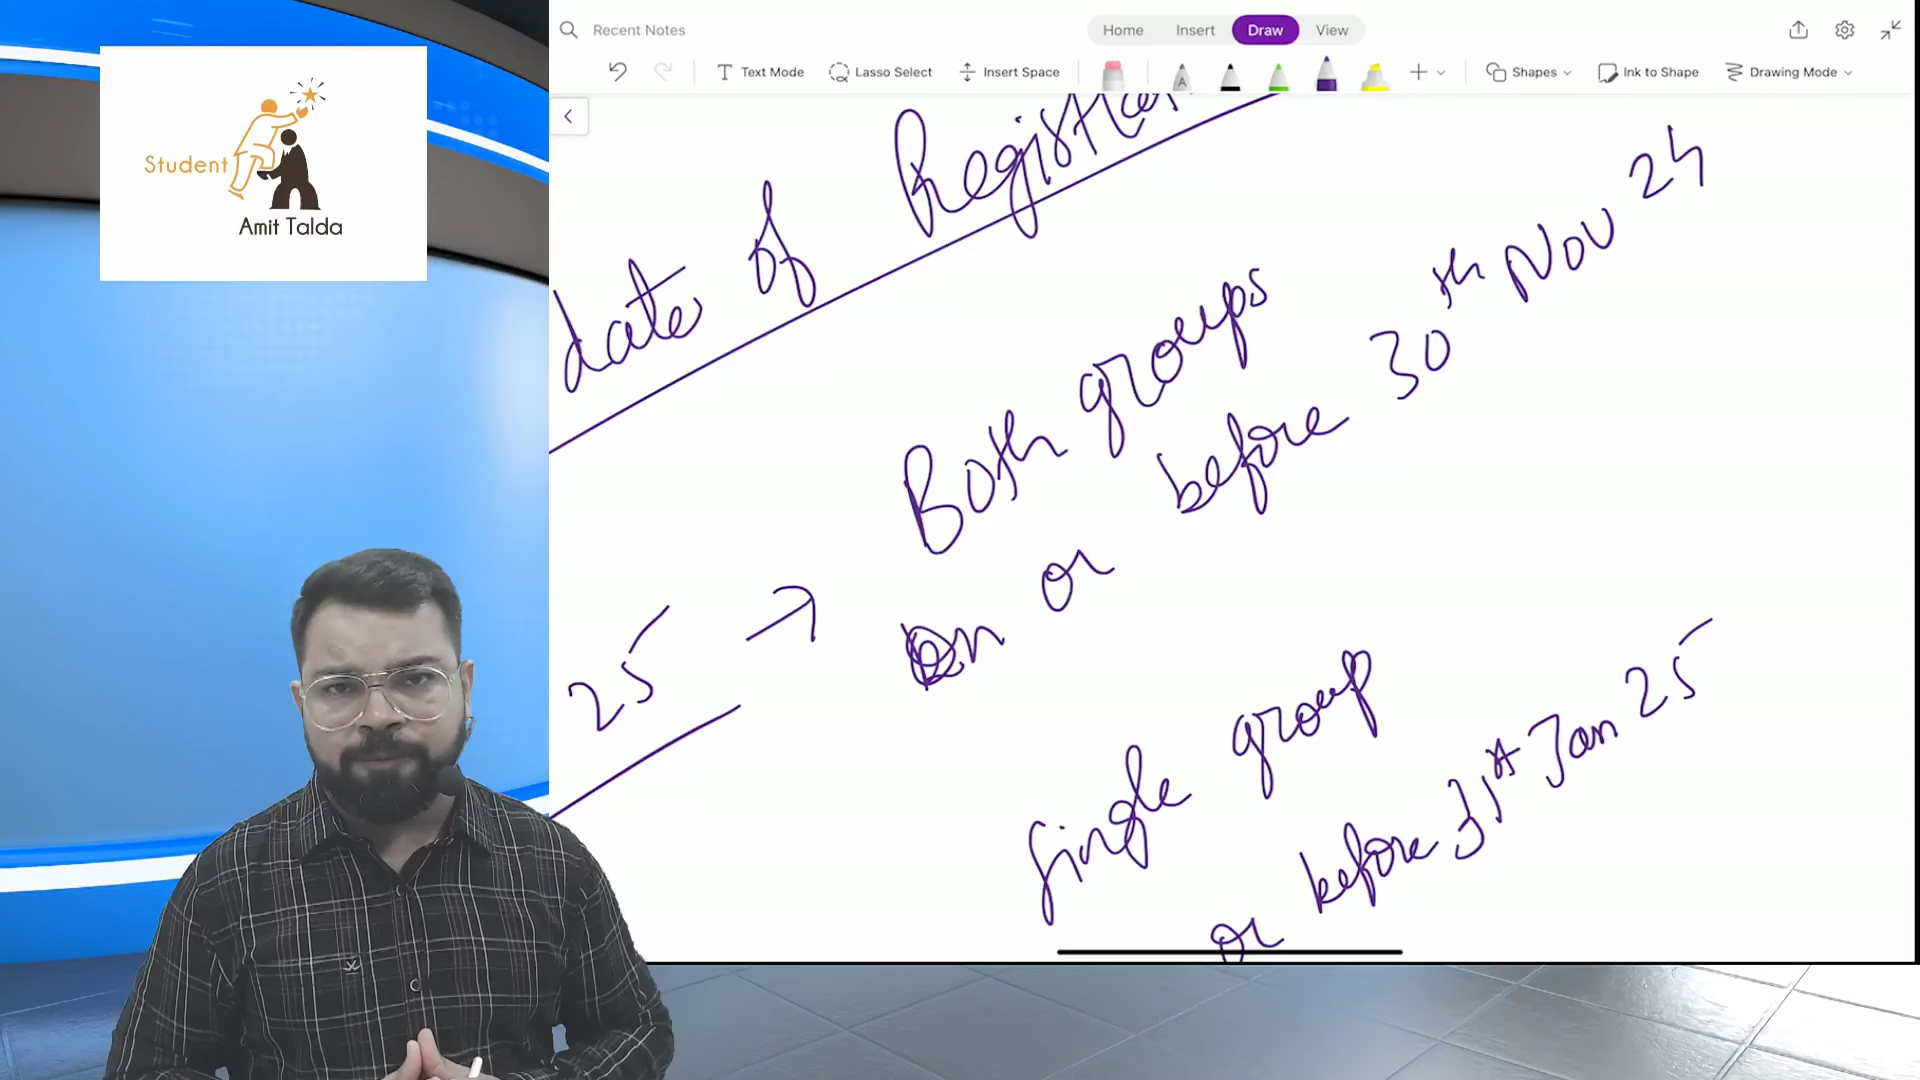 Recent Notes
Home Insert Draw View
Text Mode Lasso Select Insert Space Shapes Ink to Shape Drawing Mode
Student
Amit Talda
date of
Both groups
on or before 30th Nov 24
25 →
Single group
or before 31st Jan 25